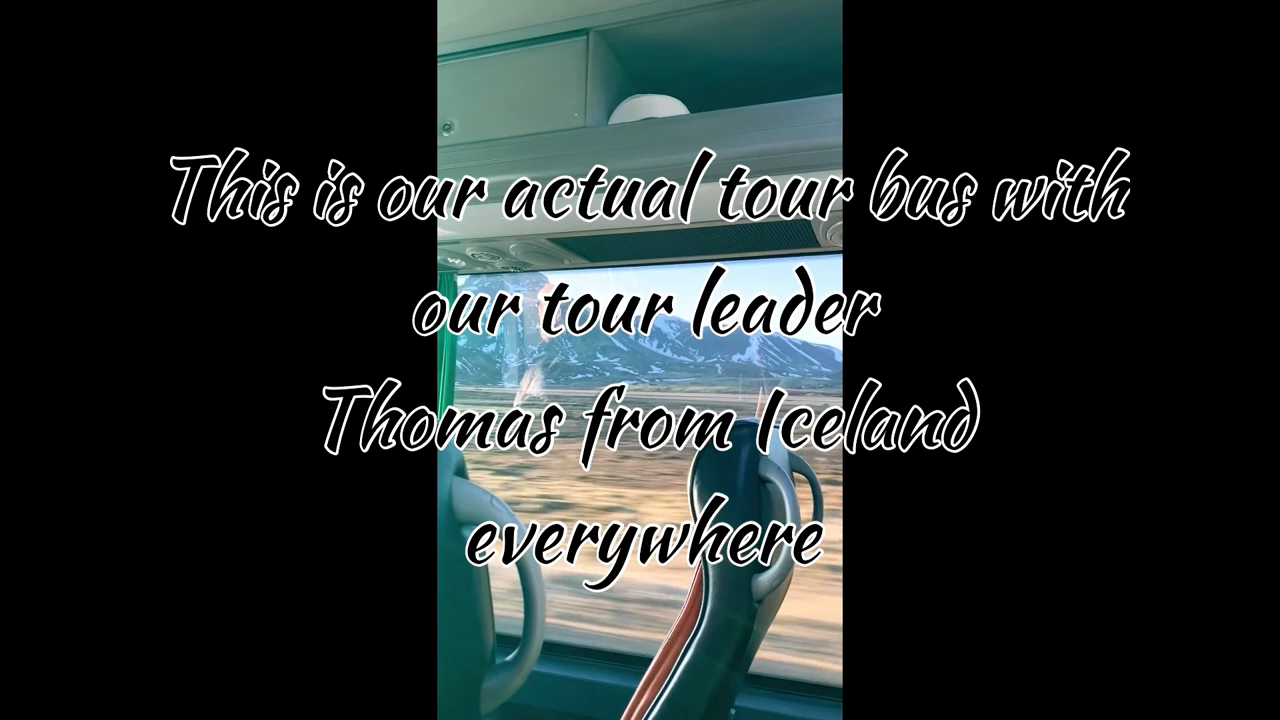 This is our actual tour bus with
our tour leader
Thomas from Iceland
everywhere